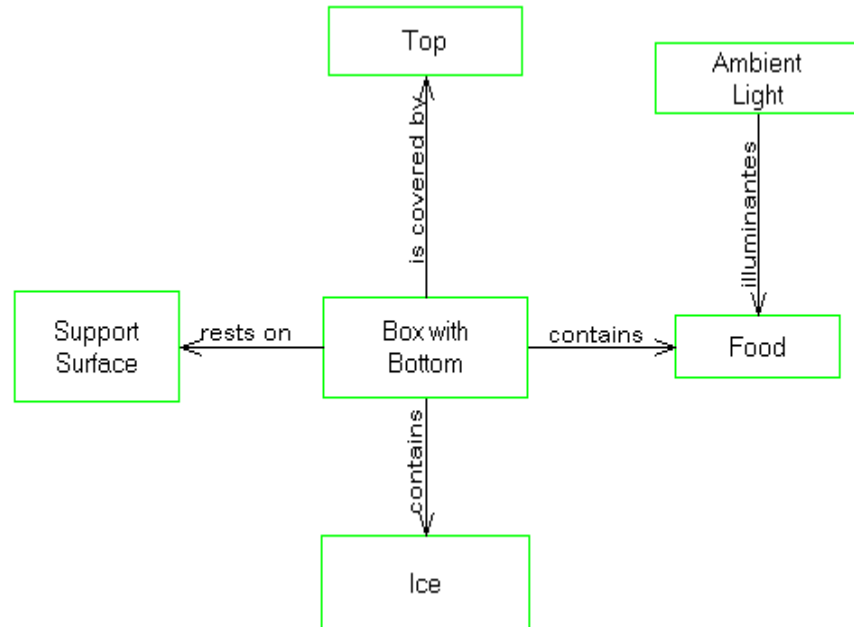 Top
Ambient
Light
is covered by
illuminantes
Support
Surface
rests on
Box with
Bottom
contains
Food
contains
Ice